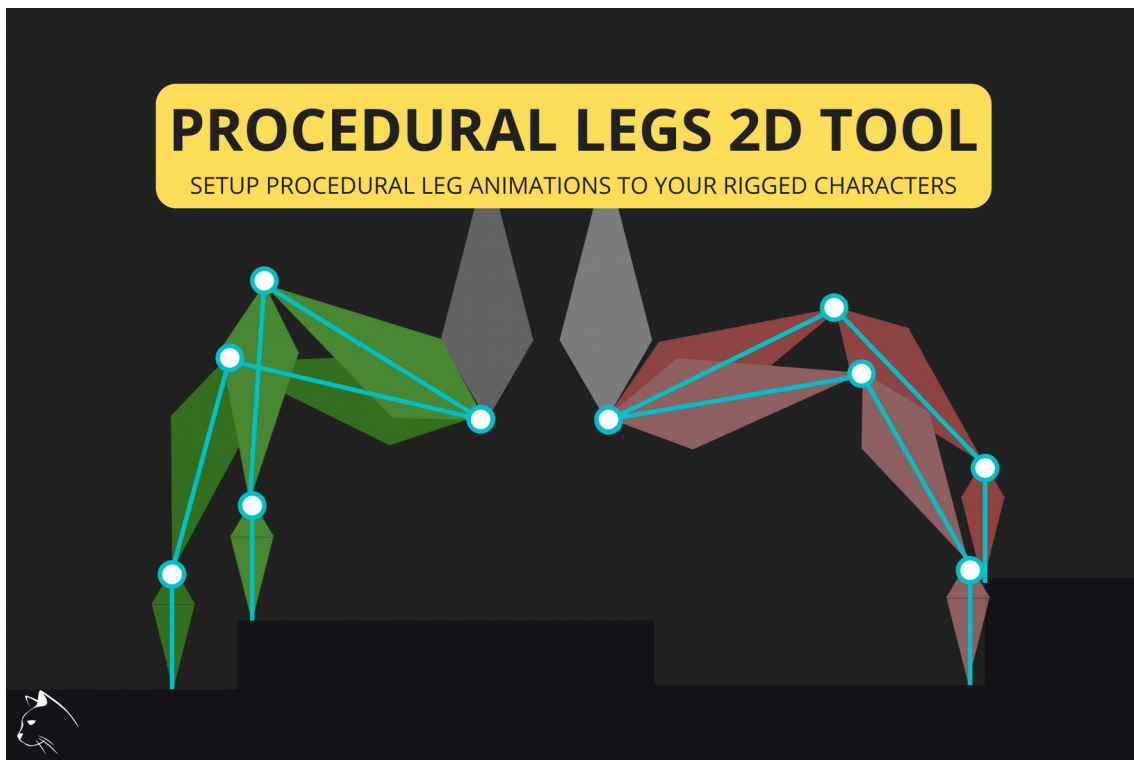 PROCEDURAL LEGS 2D TOOL
SETUP PROCEDURAL LEG ANIMATIONS TO YOUR RIGGED CHARACTERS